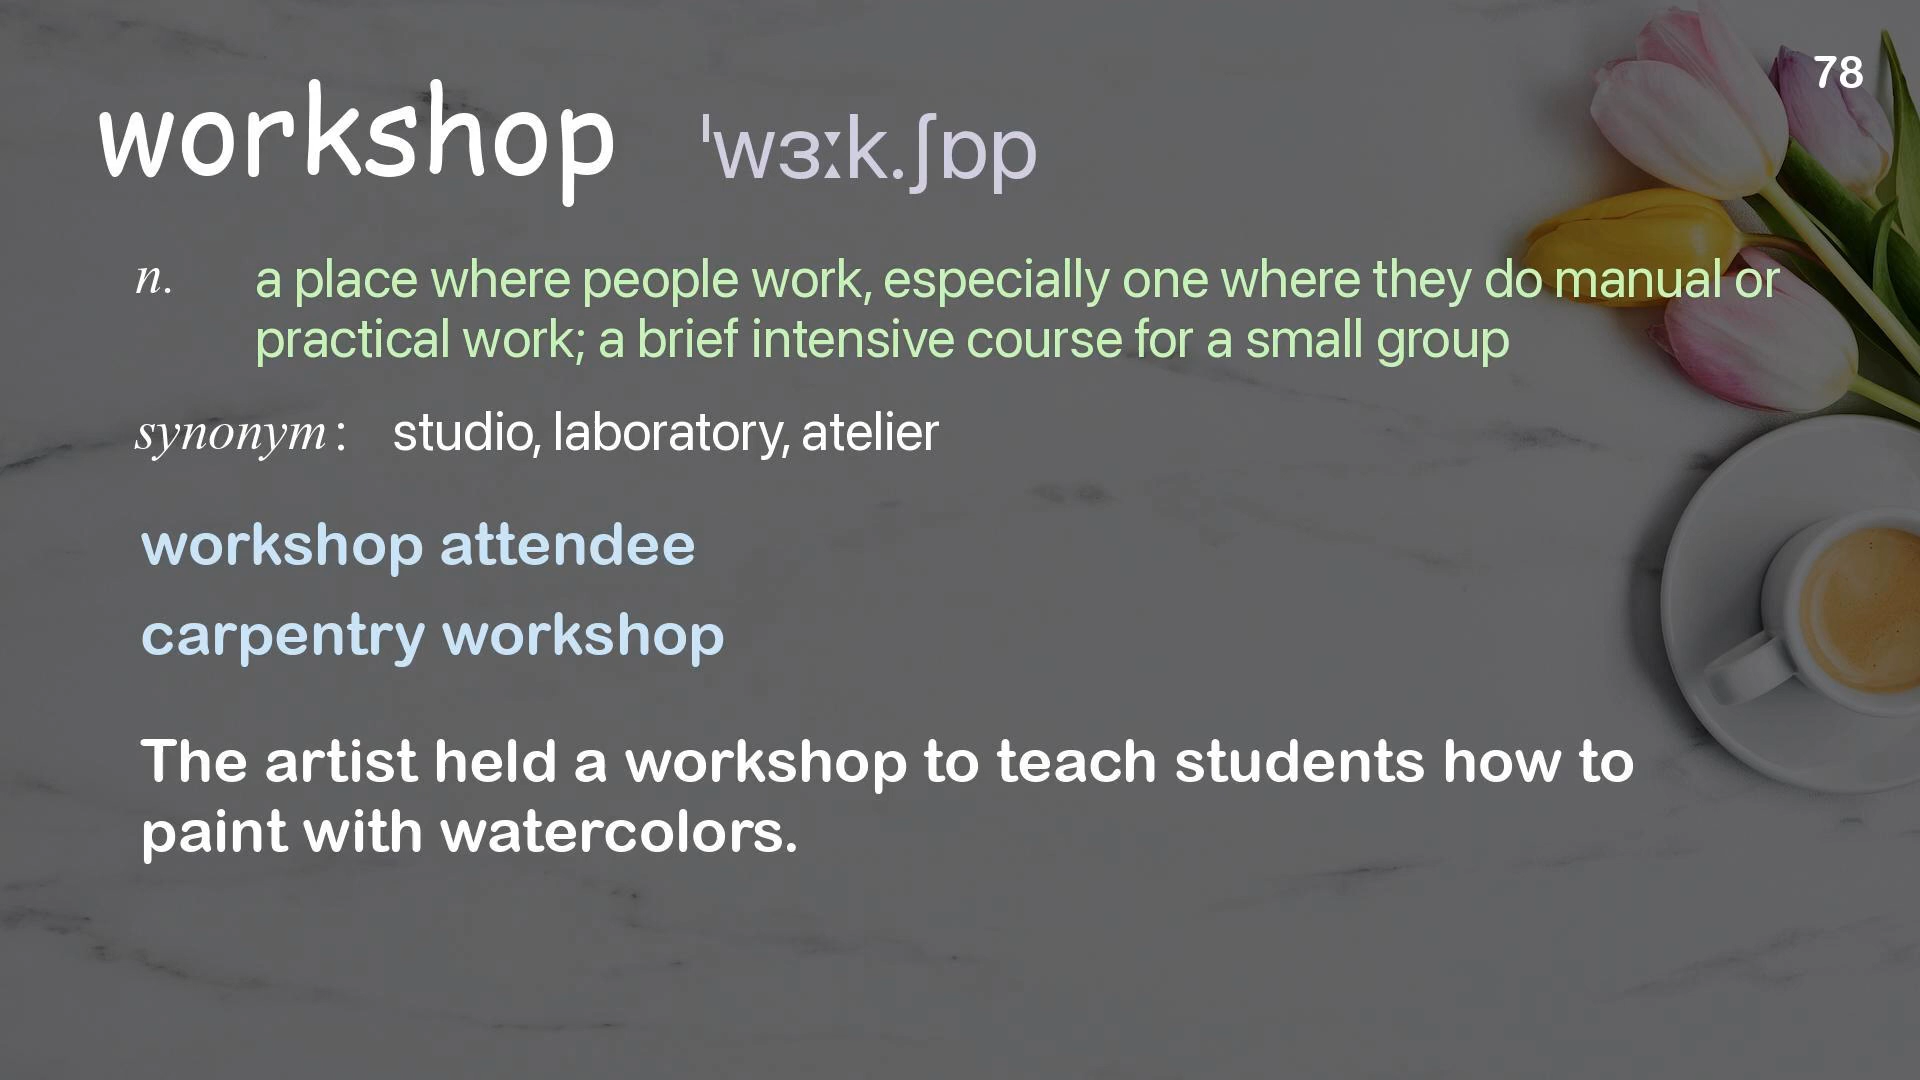 78
workshop ˈwɜːk.ʃɒp
n. a place where people work, especially one where they do manual or
practical work; a brief intensive course for a small group
synonym: studio, laboratory, atelier
workshop attendee
carpentry workshop
The artist held a workshop to teach students how to
paint with watercolors.